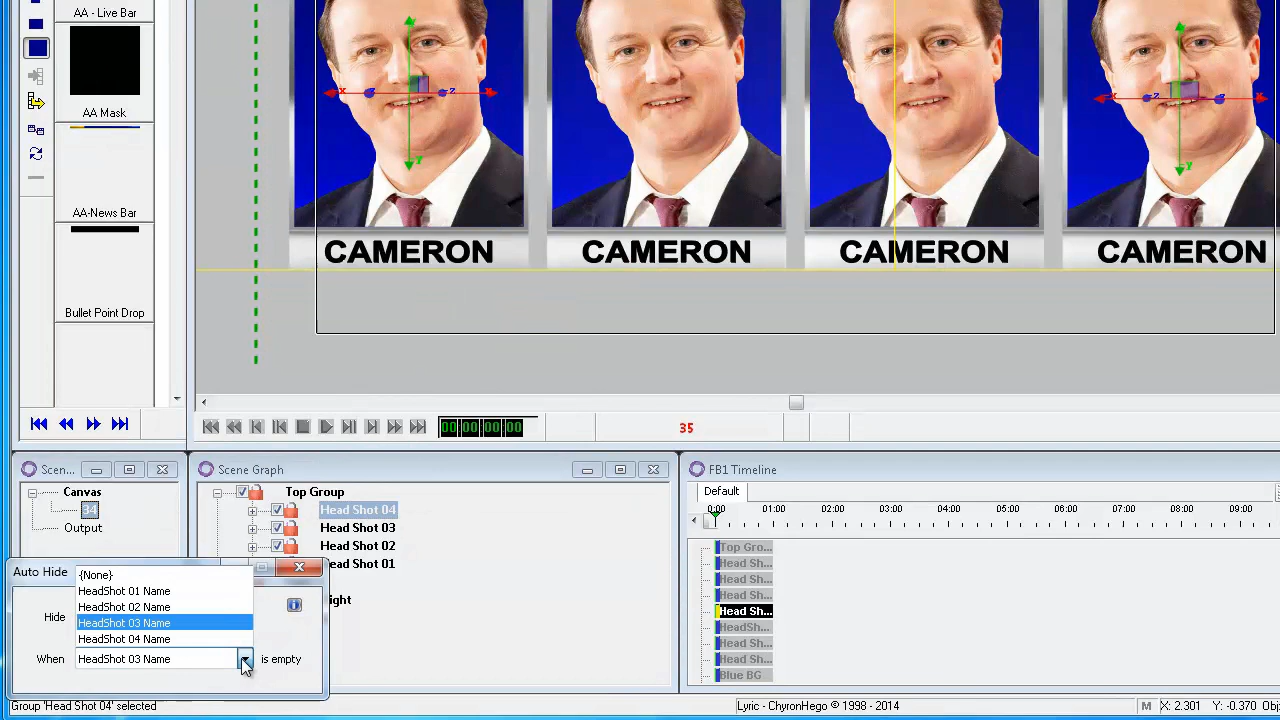 AA - Live Bar
AA Mask
AA-News Bar
Bullet Point Drop
x z Y z x
x z y z x
CAMERON CAMERON CAMERON CAMERON
00 00 00 00
35
Scen...
Canvas
34
Output
Scene Graph
Top Group
Head Shot 04
Head Shot 03
Head Shot 02
Head Shot 01
ight
FB1 Timeline
Default
0:00 01:00 02:00 03:00 04:00 05:00 06:00 07:00 08:00 09:00
Top Gro...
Head Sh...
Head Sh...
Head Sh...
Head Sh...
HeadSh...
Head Sh...
Head Sh...
Blue BG
Auto Hide
{None}
HeadShot 01 Name
HeadShot 02 Name
HeadShot 03 Name
HeadShot 04 Name
Hide
when HeadShot 03 Name is empty
Group 'Head Shot 04' selected
Lyric - ChyronHego © 1998 - 2014
M X: 2.301 Y: -0.370 Obj